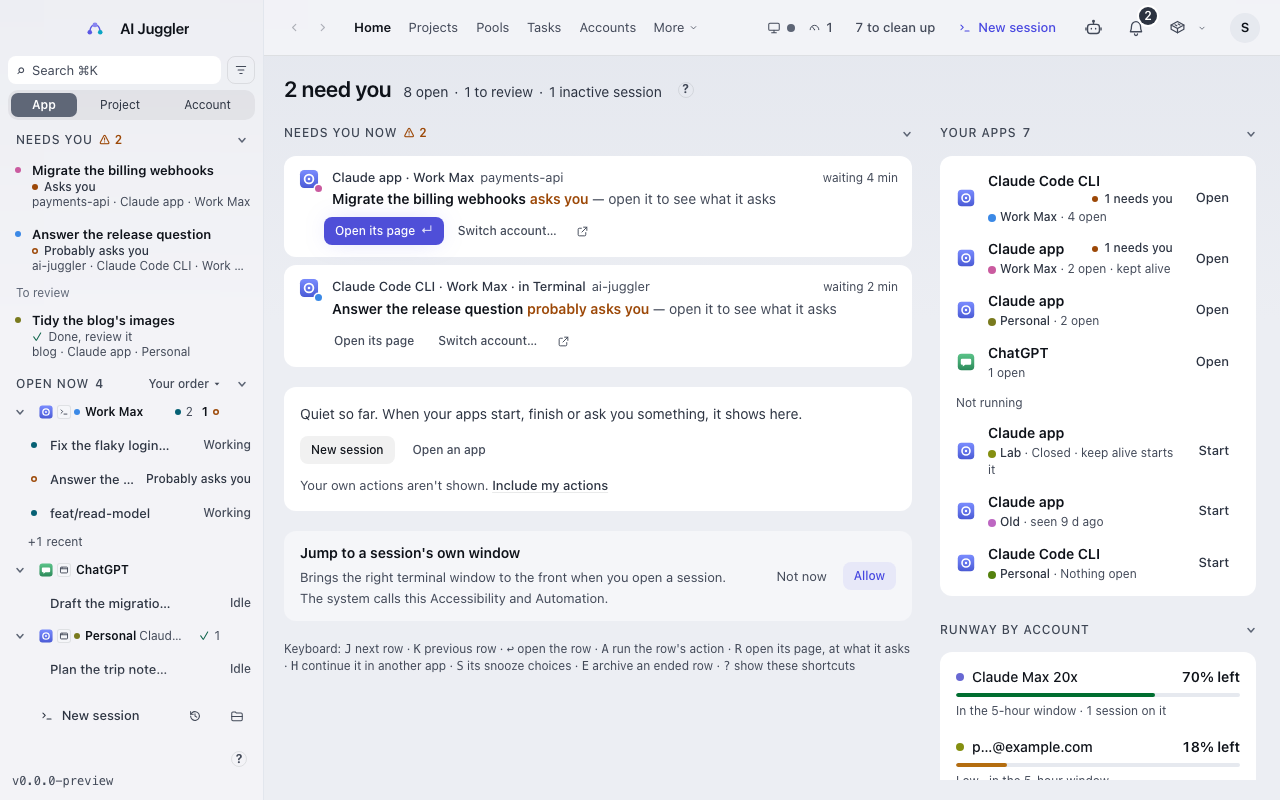 AI Juggler
Search ⌘K
App Project Account
NEEDS YOU 2
Migrate the billing webhooks
Asks you
payments-api · Claude app · Work Max
Answer the release question
Probably asks you
ai-juggler · Claude Code CLI · Work ...
To review
Tidy the blog's images
Done, review it
blog · Claude app · Personal
OPEN NOW 4 Your order
Work Max 2 1
Fix the flaky login... Working
Answer the ... Probably asks you
feat/read-model Working
+1 recent
ChatGPT
Draft the migratio... Idle
Personal Claud... 1
Plan the trip note... Idle
New session
?
v0.0.0-preview
Home Projects Pools Tasks Accounts More
1 7 to clean up New session 2 S
2 need you 8 open · 1 to review · 1 inactive session ?
NEEDS YOU NOW 2
Claude app · Work Max payments-api waiting 4 min
Migrate the billing webhooks asks you — open it to see what it asks
Open its page ↵ Switch account...
Claude Code CLI · Work Max · in Terminal ai-juggler waiting 2 min
Answer the release question probably asks you — open it to see what it asks
Open its page Switch account...
Quiet so far. When your apps start, finish or ask you something, it shows here.
New session Open an app
Your own actions aren't shown. Include my actions
Jump to a session's own window
Brings the right terminal window to the front when you open a session.
The system calls this Accessibility and Automation.
Not now Allow
Keyboard: J next row · K previous row · ↩ open the row · A run the row's action · R open its page, at what it asks
· H continue it in another app · S its snooze choices · E archive an ended row · ? show these shortcuts
YOUR APPS 7
Claude Code CLI
1 needs you
Work Max · 4 open
Open
Claude app 1 needs you
Work Max · 2 open · kept alive
Open
Claude app
Personal · 2 open
Open
ChatGPT
1 open
Open
Not running
Claude app
Lab · Closed · keep alive starts
it
Start
Claude app
Old · seen 9 d ago
Start
Claude Code CLI
Personal · Nothing open
Start
RUNWAY BY ACCOUNT
Claude Max 20x 70% left
In the 5-hour window · 1 session on it
p...@example.com 18% left
Low · in the 5-hour window